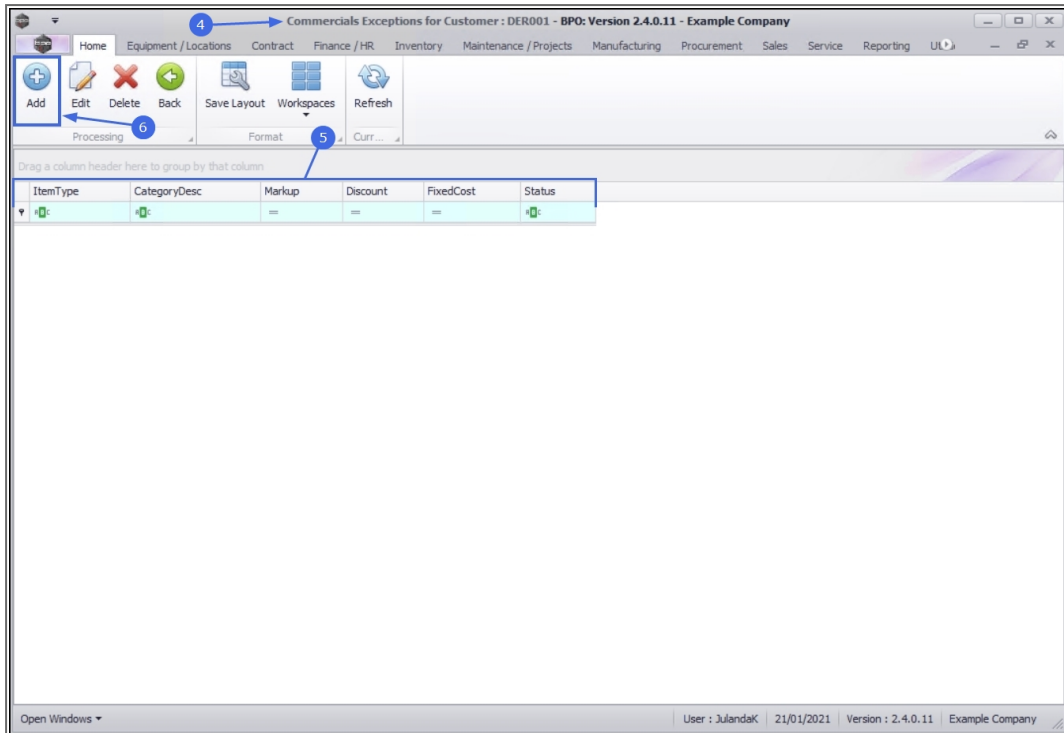 4
Commercials Exceptions for Customer : DER001 - BPO: Version 2.4.0.11 - Example Company
Home Equipment / Locations Contract Finance / HR Inventory Maintenance / Projects Manufacturing Procurement Sales Service Reporting
Add Edit Delete Back Save Layout Workspaces Refresh
6
Processing Format 5 Curr...
Drag a column header here to group by that column
ItemType CategoryDesc Markup Discount FixedCost Status
= = =
Open Windows User : JulandaK 21/01/2021 Version : 2.4.0.11 Example Company